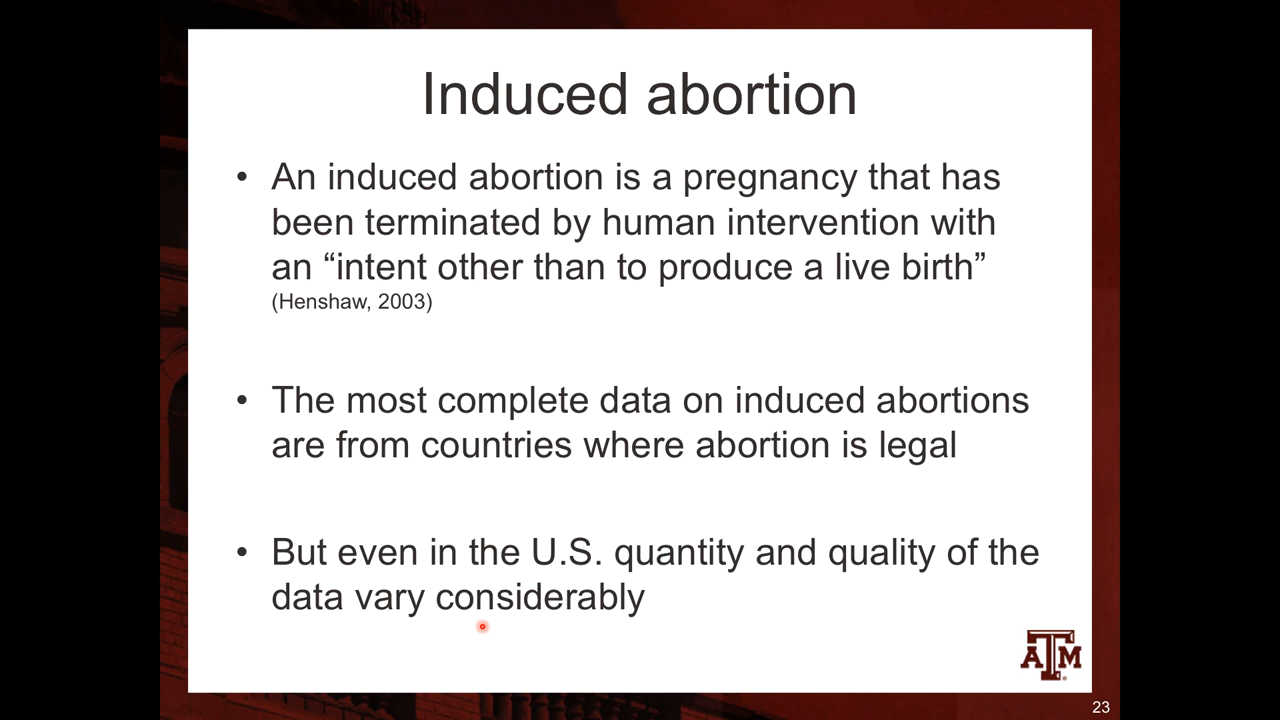 Induced abortion
• An induced abortion is a pregnancy that has
been terminated by human intervention with
an “intent other than to produce a live birth”
(Henshaw, 2003)
• The most complete data on induced abortions
are from countries where abortion is legal
• But even in the U.S. quantity and quality of the
data vary considerably
ATM
23